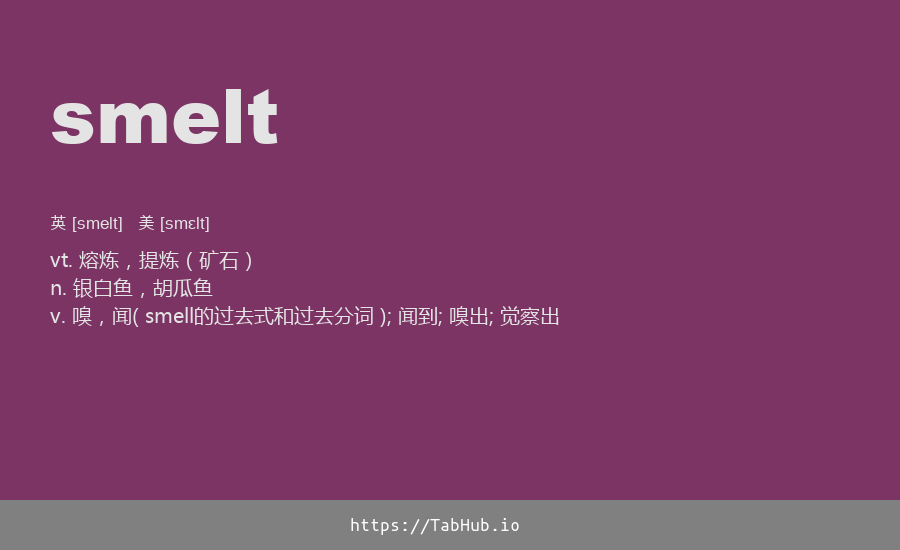 smelt
英 [smelt] 美 [smɛlt]
vt. 熔炼，提炼（矿石）
n. 银白鱼，胡瓜鱼
v. 嗅，闻( smell的过去式和过去分词 ); 闻到; 嗅出; 觉察出
https://TabHub.io